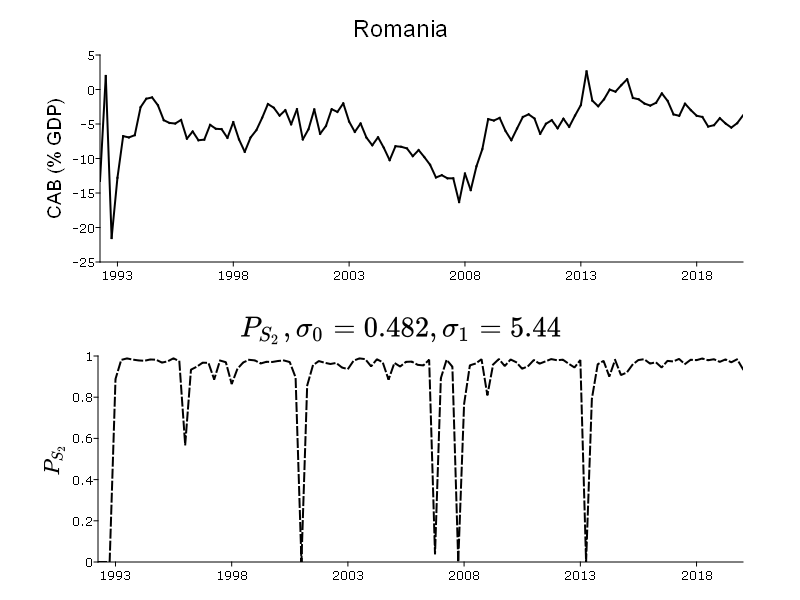 Romania
CAB (% GDP)
5
0
-5
-10
-15
-20
-25
1993 1998 2003 2008 2013 2018
P_{S_2}, σ_0 = 0.482, σ_1 = 5.44
P_{S_2}
1
0.8
0.6
0.4
0.2
0
1993 1998 2003 2008 2013 2018